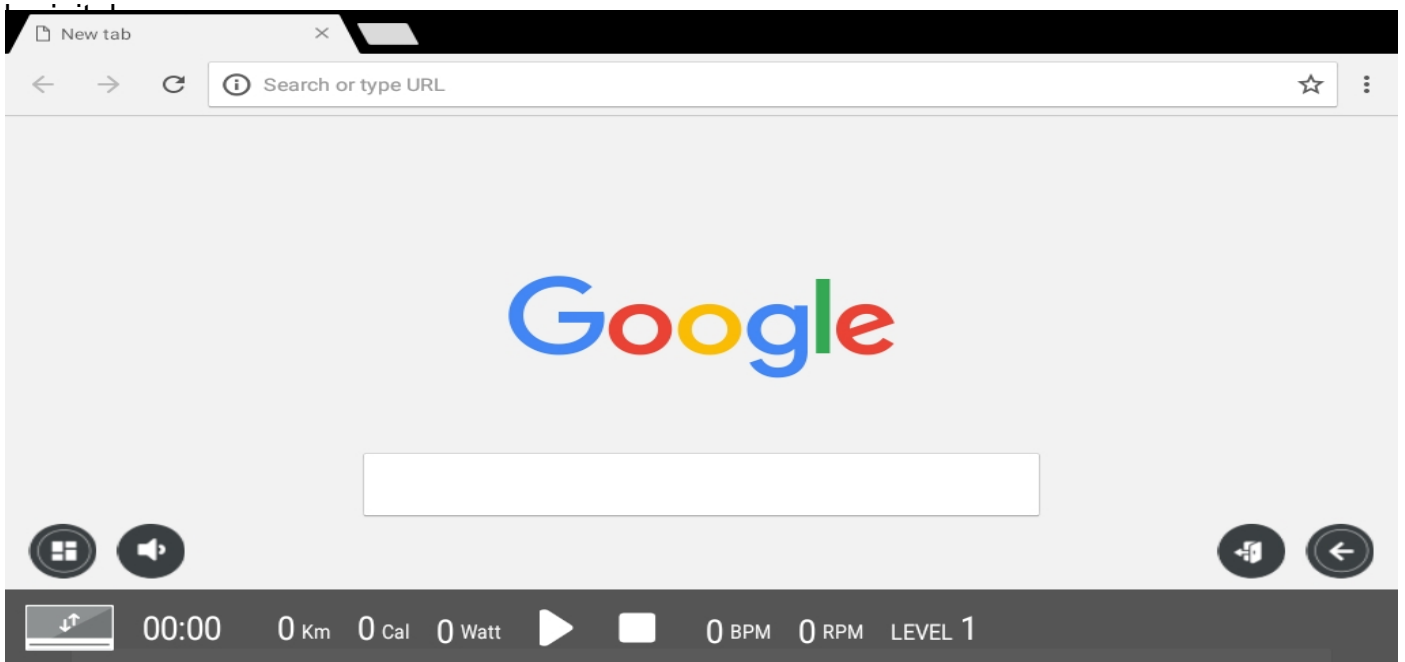 New tab
Search or type URL
Google
00:00 0 Km 0 Cal 0 Watt 0 BPM 0 RPM LEVEL 1